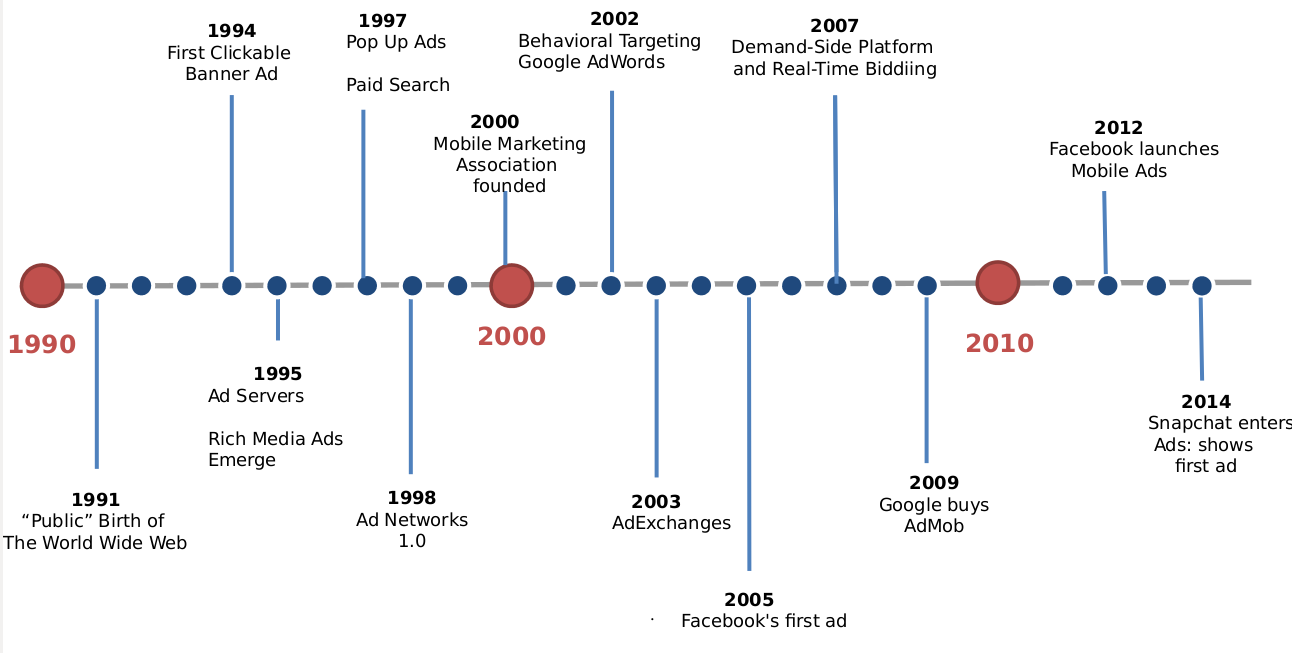 1994
First Clickable
Banner Ad
1997
Pop Up Ads
Paid Search
2000
Mobile Marketing
Association
founded
2002
Behavioral Targeting
Google AdWords
2007
Demand-Side Platform
and Real-Time Biddiing
2012
Facebook launches
Mobile Ads
1990
2000
2010
1991
“Public” Birth of
The World Wide Web
1995
Ad Servers
Rich Media Ads
Emerge
1998
Ad Networks
1.0
2003
AdExchanges
2005
Facebook's first ad
2009
Google buys
AdMob
2014
Snapchat enters
Ads: shows
first ad